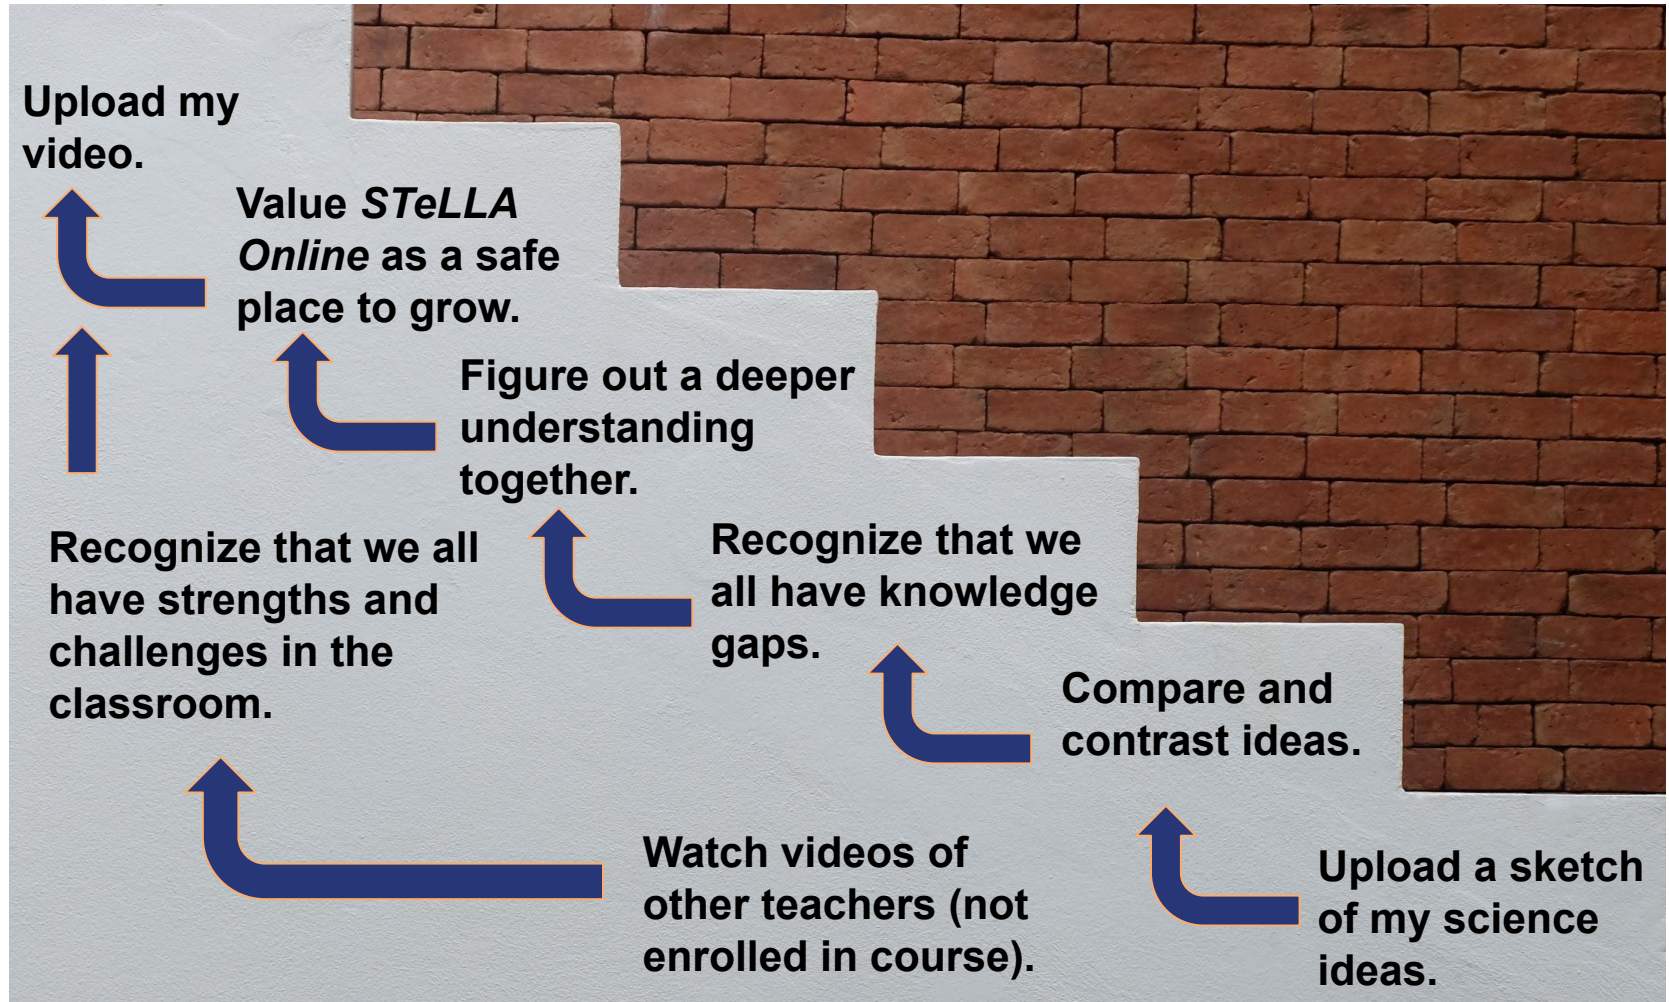 Upload my
video.
Value STeLLA
Online as a safe
place to grow.
Figure out a deeper
understanding
together.
Recognize that we
all have knowledge
gaps.
Compare and
contrast ideas.
Upload a sketch
of my science
ideas.
Recognize that we all
have strengths and
challenges in the
classroom.
Watch videos of
other teachers (not
enrolled in course).